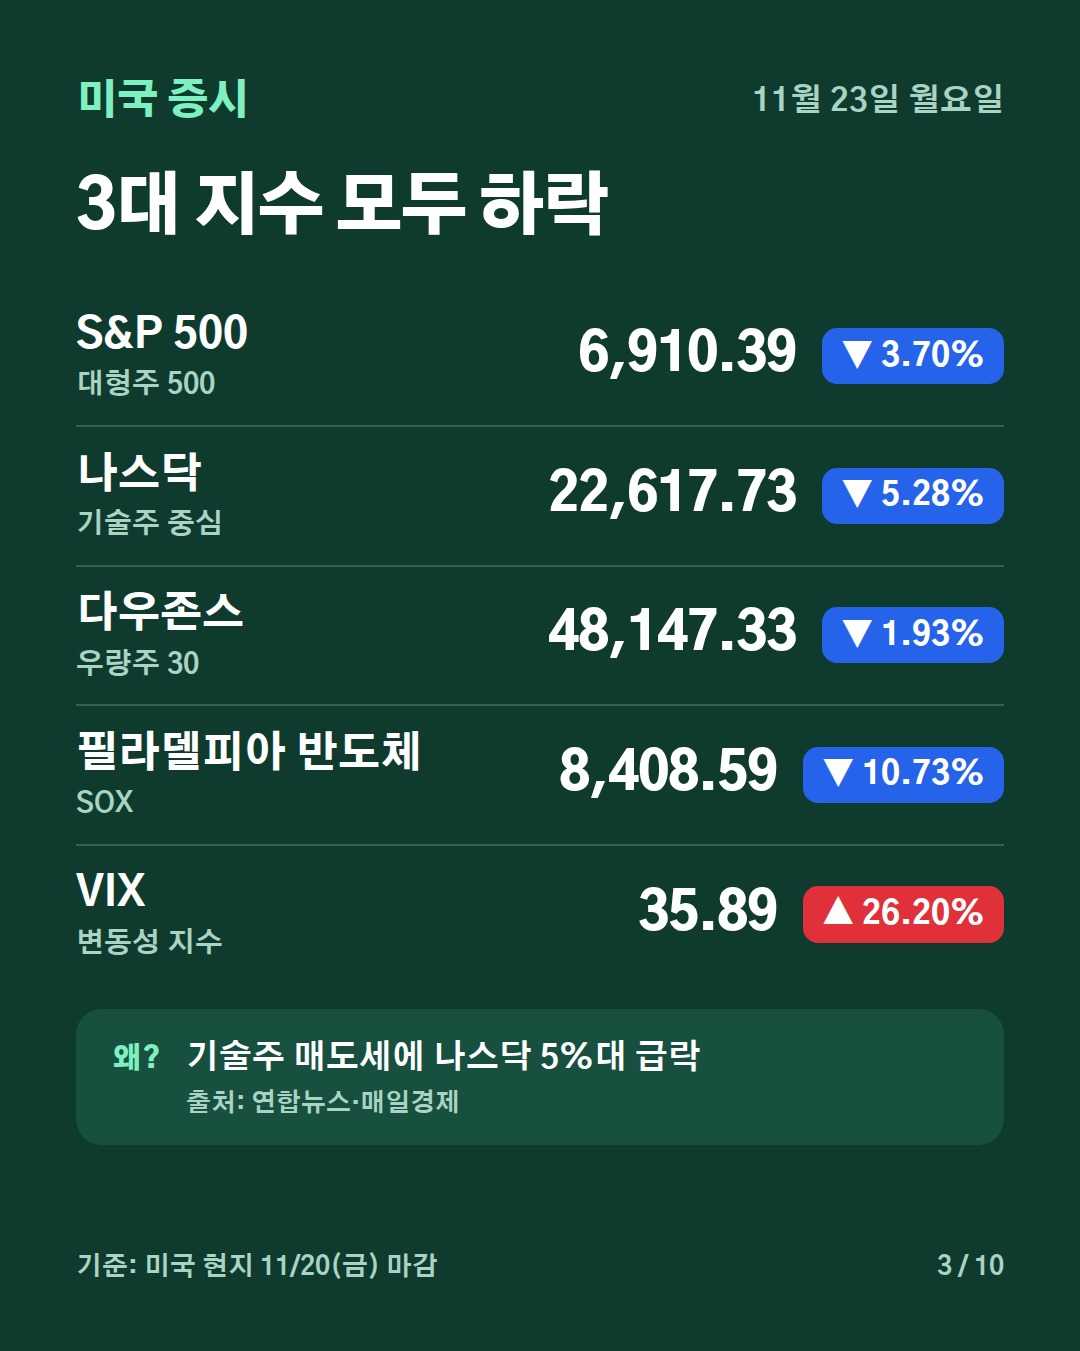 미국 증시
11월 23일 월요일
3대 지수 모두 하락
S&P 500
대형주 500
6,910.39
▼ 3.70%
나스닥
기술주 중심
22,617.73
▼ 5.28%
다우존스
우량주 30
48,147.33
▼ 1.93%
필라델피아 반도체
SOX
8,408.59
▼ 10.73%
VIX
변동성 지수
35.89
▲ 26.20%
왜? 기술주 매도세에 나스닥 5%대 급락
출처: 연합뉴스·매일경제
기준: 미국 현지 11/20(금) 마감
3 / 10